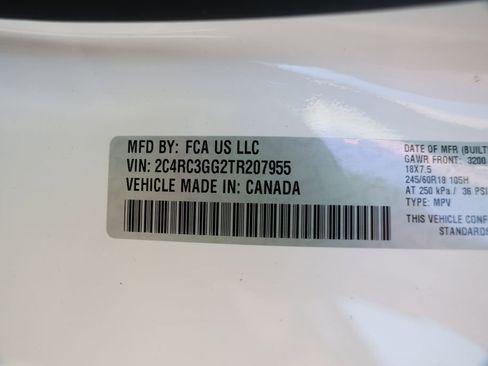 MFD BY: FCA US LLC
VIN: 2C4RC3GG2TR207955
VEHICLE MADE IN: CANADA
DATE OF MFR (BUILT
GAWR FRONT: 3200
18X7.5
245/60R18 105H
AT 250 kPa / 36 PSI
TYPE: MPV
THIS VEHICLE CONF
STANDARDS